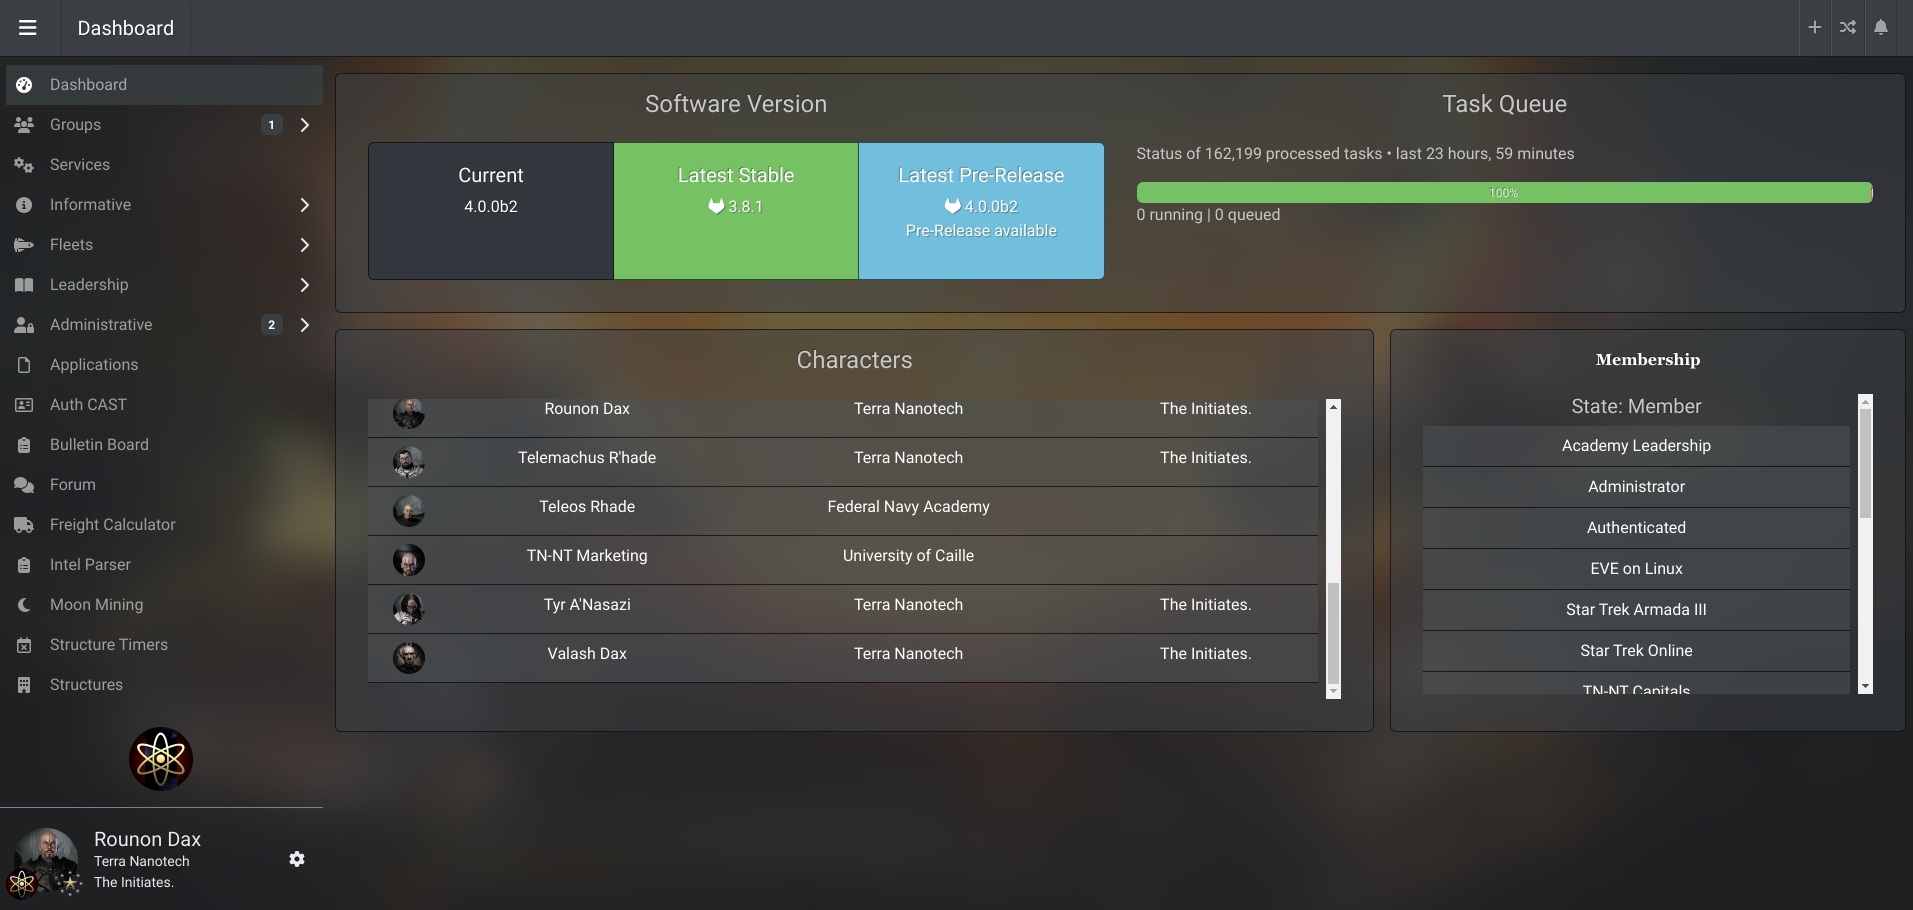 Dashboard
Dashboard
Groups 1
Services
Informative
Fleets
Leadership
Administrative 2
Applications
Auth CAST
Bulletin Board
Forum
Freight Calculator
Intel Parser
Moon Mining
Structure Timers
Structures
Rounon Dax
Terra Nanotech
The Initiates.
Software Version
Current
4.0.0b2
Latest Stable
3.8.1
Latest Pre-Release
4.0.0b2
Pre-Release available
Task Queue
Status of 162,199 processed tasks • last 23 hours, 59 minutes
100%
0 running | 0 queued
Characters
Rounon Dax Terra Nanotech The Initiates.
Telemachus R'hade Terra Nanotech The Initiates.
Teleos Rhade Federal Navy Academy
TN-NT Marketing University of Caille
Tyr A'Nasazi Terra Nanotech The Initiates.
Valash Dax Terra Nanotech The Initiates.
Membership
State: Member
Academy Leadership
Administrator
Authenticated
EVE on Linux
Star Trek Armada III
Star Trek Online
TN-NT Capitals